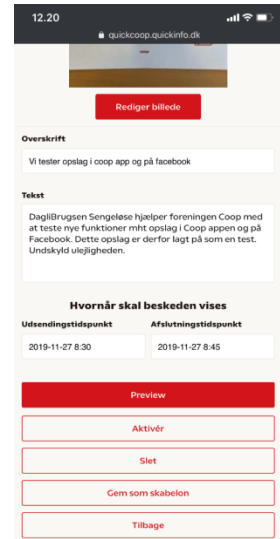 12.20
quickcoop.quickinfo.dk
Rediger billede
Overskrift
Vi tester opslag i coop app og på facebook
Tekst
DagliBrugsen Sengeløse hjælper foreningen Coop med
at teste nye funktioner mht opslag i Coop appen og på
Facebook. Dette opslag er derfor lagt på som en test.
Undskyld ulejligheden.
Hvornår skal beskeden vises
Udsendingstidspunkt Afslutningstidspunkt
2019-11-27 8:30 2019-11-27 8:45
Preview
Aktivér
Slet
Gem som skabelon
Tilbage